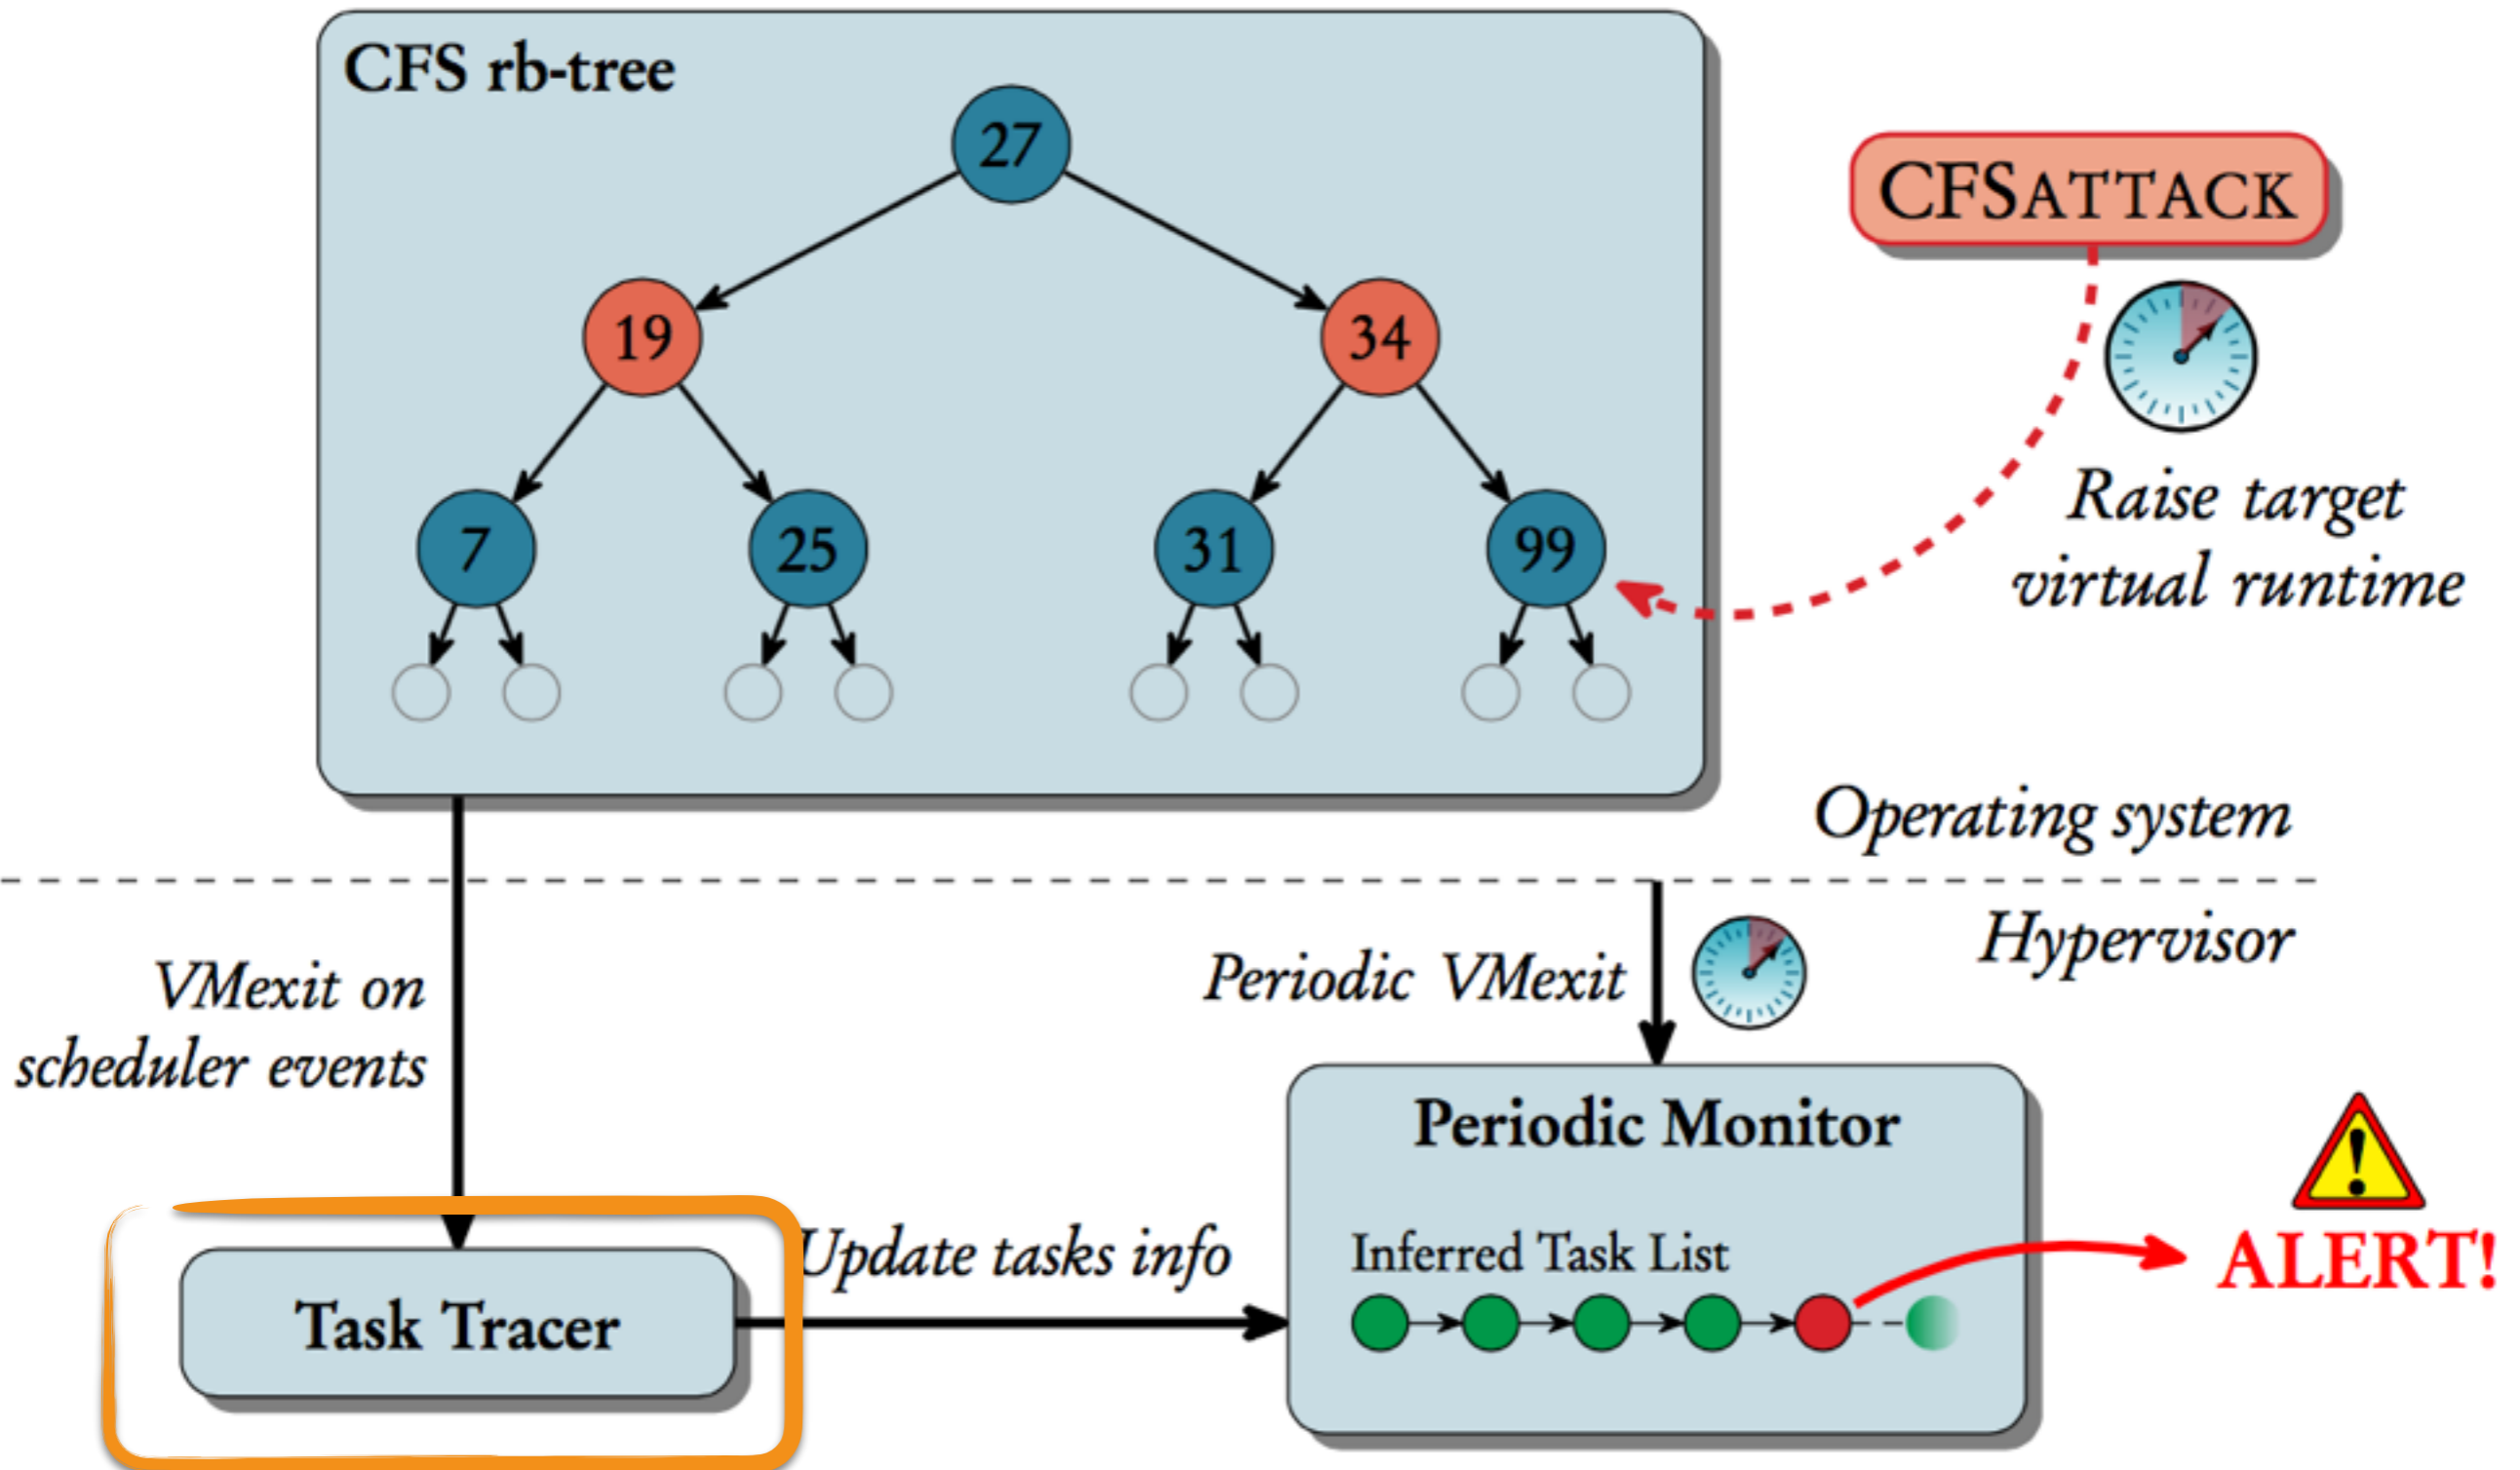 CFS rb-tree
27
CFSATTACK
19
34
Raise target
virtual runtime
7
25
31
99
Operating system
Hypervisor
VMexit on
scheduler events
Periodic VMexit
Periodic Monitor
Update tasks info
Inferred Task List
ALERT!
Task Tracer